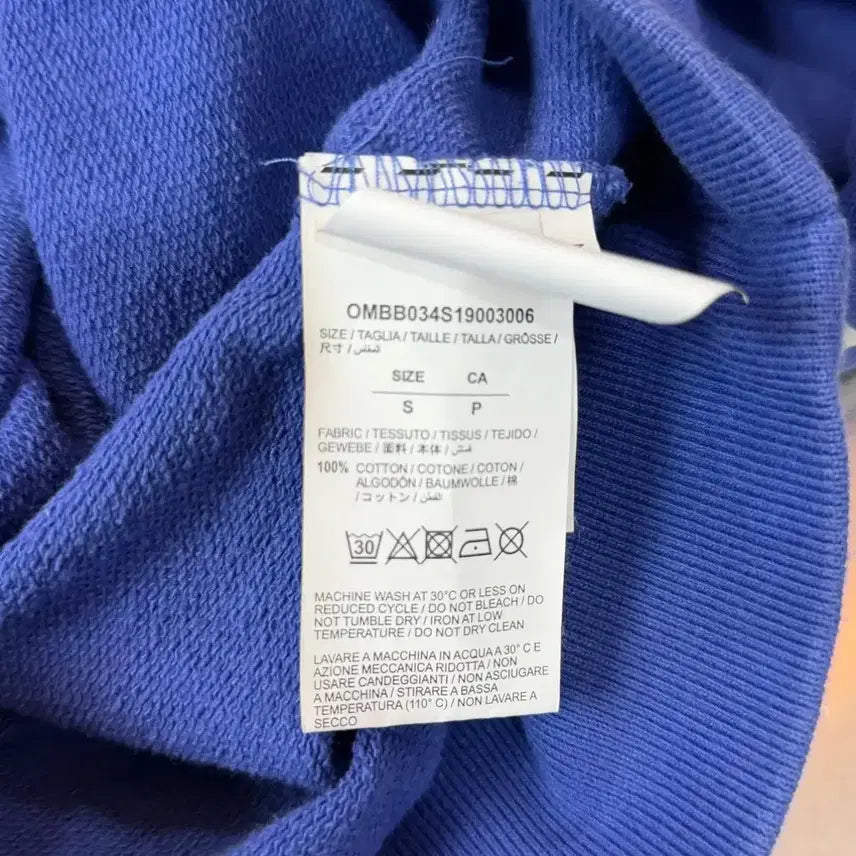 OMBB034S19003006
SIZE / TAGLIA / TAILLE / TALLA / GRÖSSE /
尺寸 / المقاس
SIZE CA
S P
FABRIC / TESSUTO / TISSUS / TEJIDO /
GEWEBE / 面料 / 本体 / قماش
100% COTTON / COTONE / COTON /
ALGODÓN / BAUMWOLLE / 棉
/ コットン / القطن
30
MACHINE WASH AT 30°C OR LESS ON
REDUCED CYCLE / DO NOT BLEACH / DO
NOT TUMBLE DRY / IRON AT LOW
TEMPERATURE / DO NOT DRY CLEAN
LAVARE A MACCHINA IN ACQUA A 30° C E
AZIONE MECCANICA RIDOTTA / NON
USARE CANDEGGIANTI / NON ASCIUGARE
A MACCHINA / STIRARE A BASSA
TEMPERATURA (110° C) / NON LAVARE A
SECCO